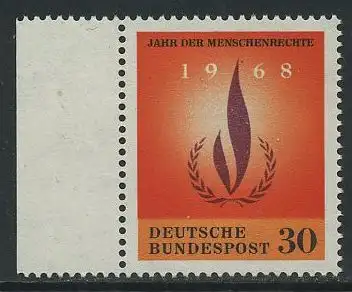 JAHR DER MENSCHENRECHTE
1968
DEUTSCHE
BUNDESPOST 30